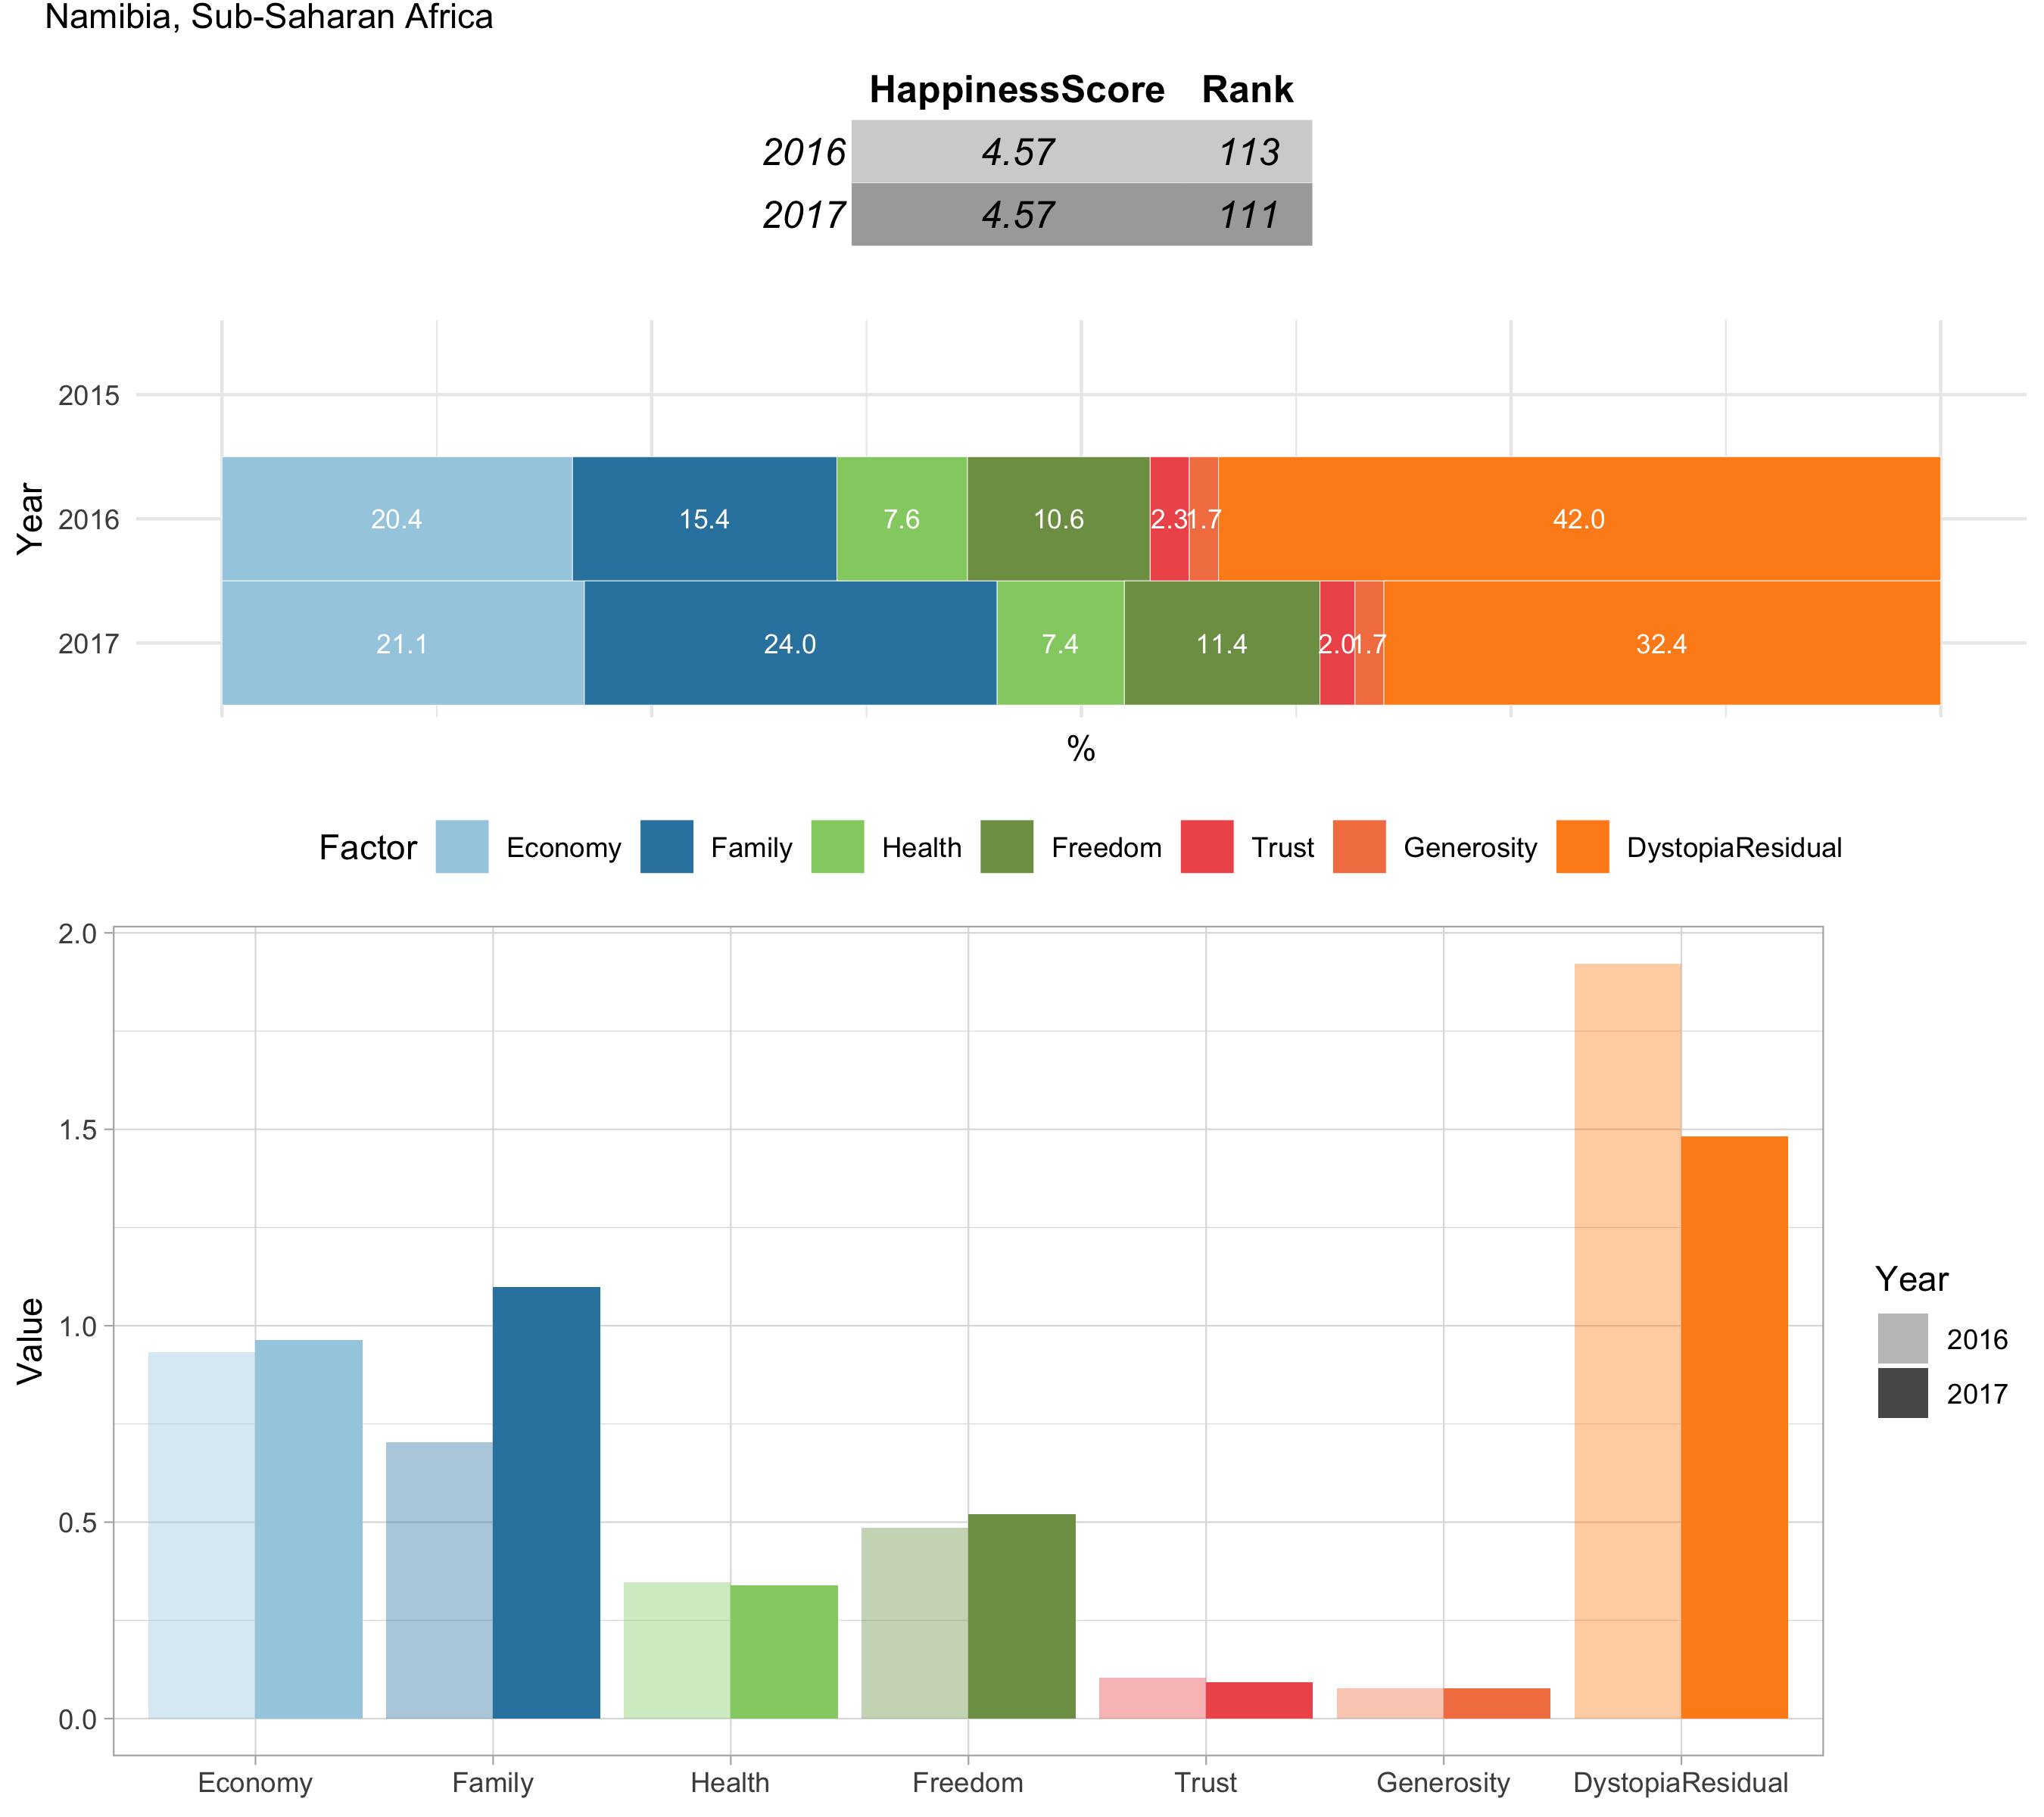 Namibia, Sub-Saharan Africa
HappinessScore Rank
2016 4.57 113
2017 4.57 111
Year
2015
2016 20.4 15.4 7.6 10.6 2.3 1.7 42.0
2017 21.1 24.0 7.4 11.4 2.0 1.7 32.4
%
Factor Economy Family Health Freedom Trust Generosity DystopiaResidual
Value
2.0
1.5
1.0
0.5
0.0
Economy Family Health Freedom Trust Generosity DystopiaResidual
Year
2016
2017